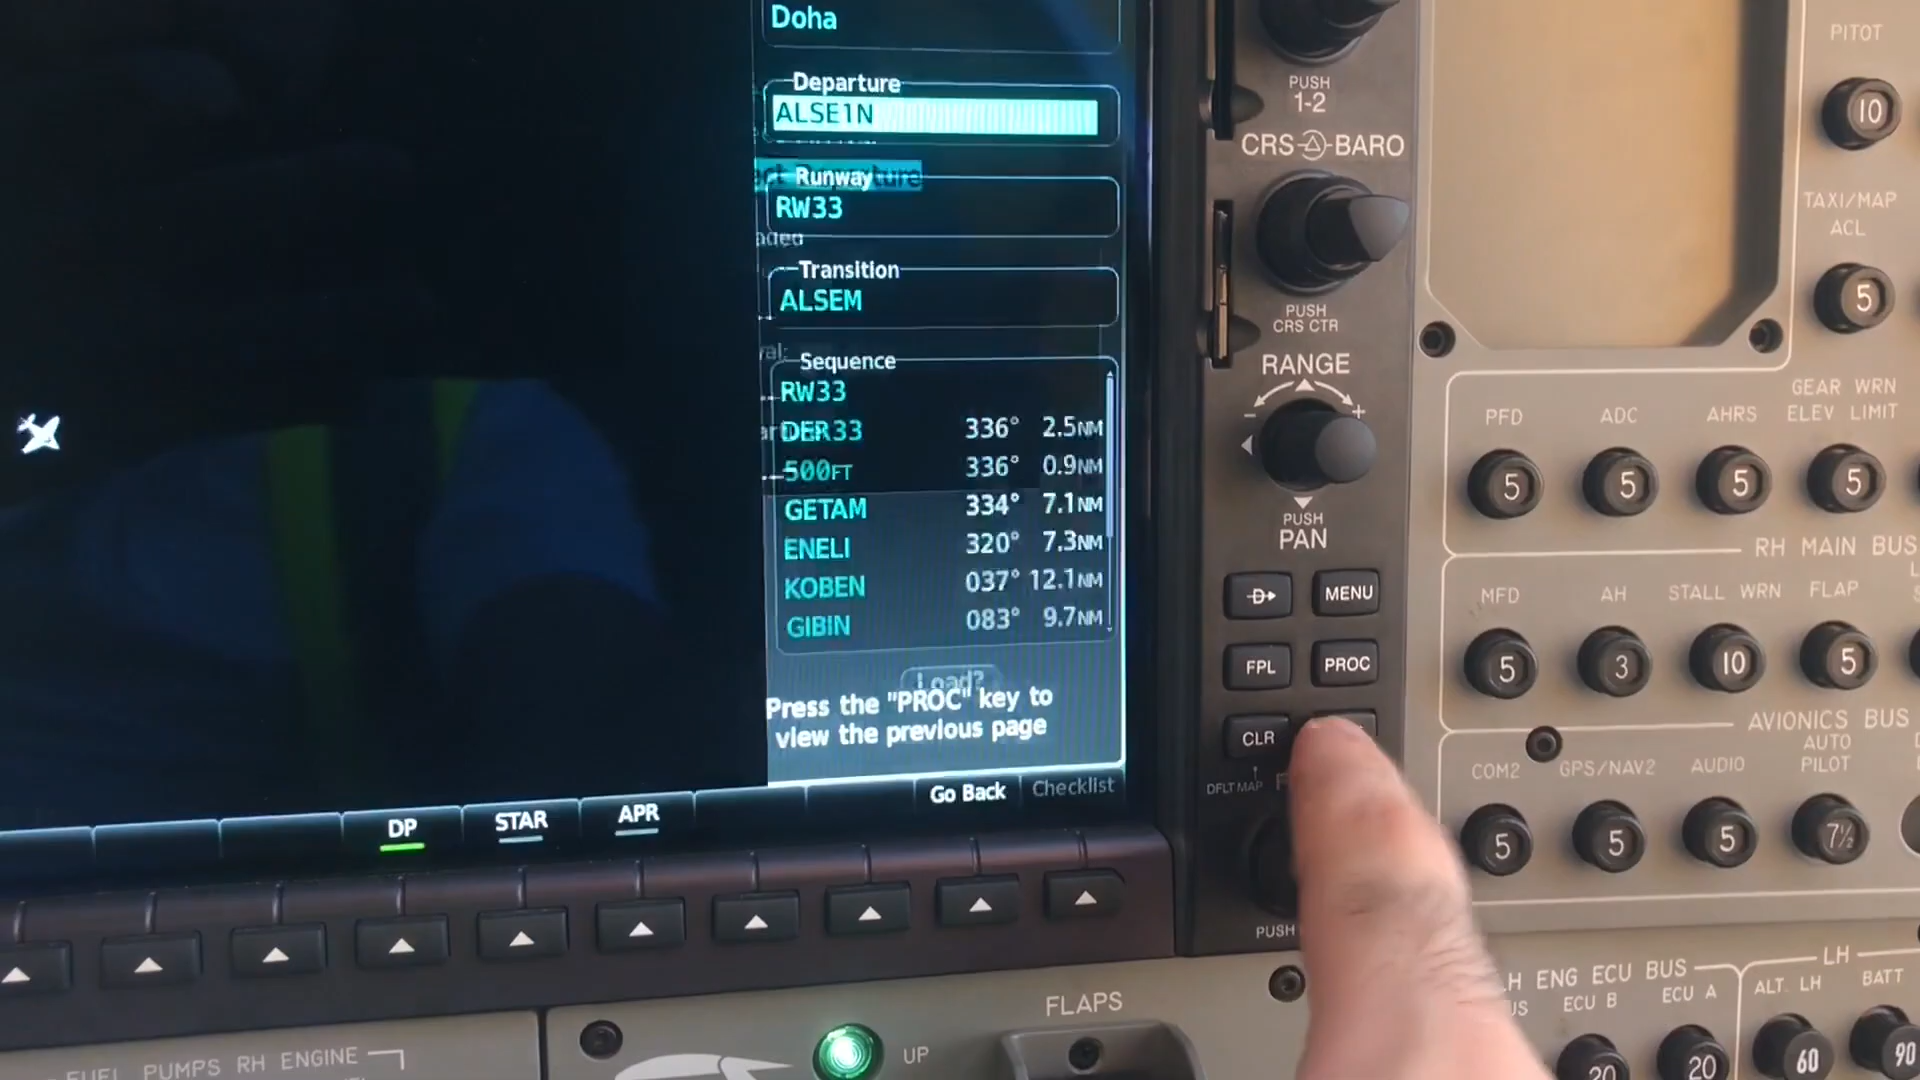 Doha
Departure
ALSE1N
Runway
RW33
Transition
ALSEM
Sequence
RW33
DER33 336° 2.5NM
500FT 336° 0.9NM
GETAM 334° 7.1NM
ENELI 320° 7.3NM
KOBEN 037° 12.1NM
GIBIN 083° 9.7NM
Load?
Press the "PROC" key to
view the previous page
DP
STAR
APR
Go Back
Checklist
PUSH
1-2
CRS BARO
PUSH
CRS CTR
RANGE
- +
PUSH
PAN
D
MENU
FPL
PROC
CLR
DFLT MAP
PUSH
PITOT
10
TAXI/MAP
ACL
5
PFD
ADC
AHRS
GEAR WRN
ELEV LIMIT
5
5
5
5
RH MAIN BUS
MFD
AH
STALL WRN
FLAP
5
3
10
5
AVIONICS BUS
COM2
GPS/NAV2
AUDIO
AUTO
PILOT
5
5
5
7½
LH
ENG ECU BUS
ECU B
ECU A
ALT. LH
BATT
20
20
60
90
FUEL PUMPS RH ENGINE
UP
FLAPS